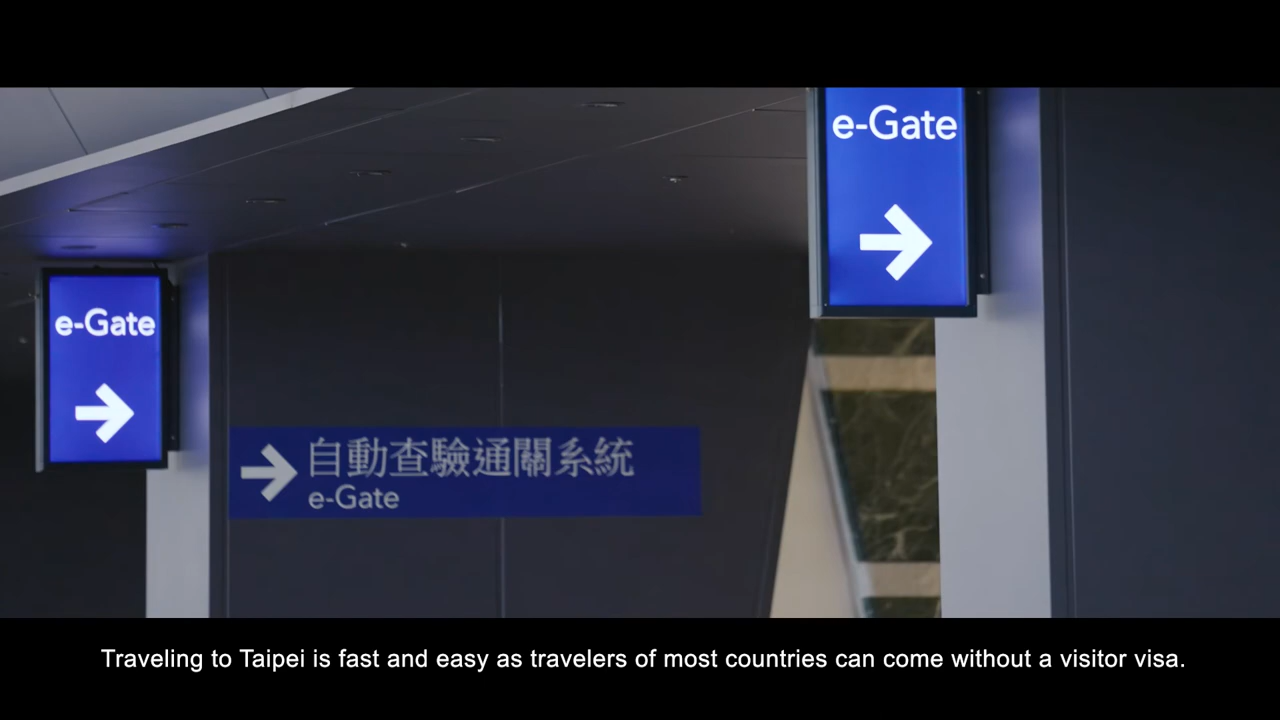 e-Gate
e-Gate
自動查驗通關系統
e-Gate
Traveling to Taipei is fast and easy as travelers of most countries can come without a visitor visa.